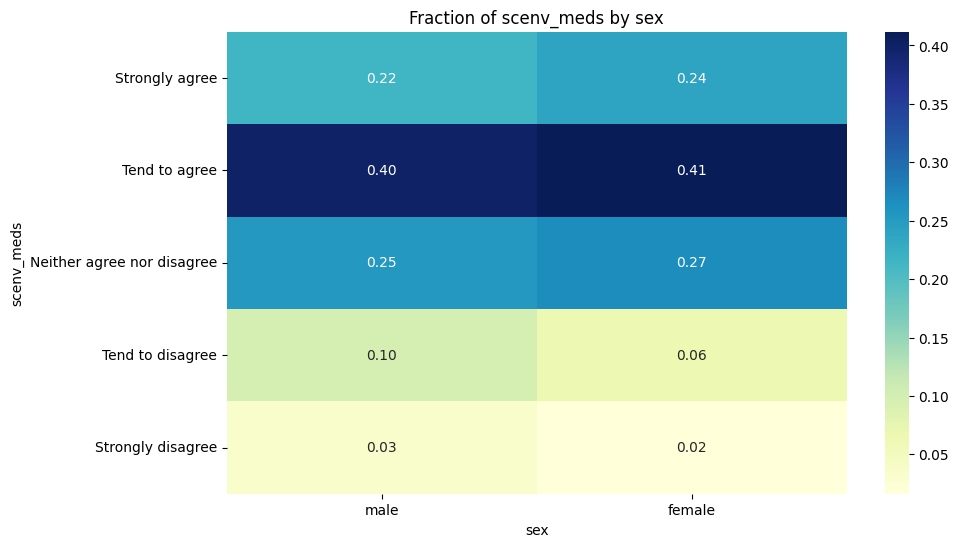 Fraction of scenv_meds by sex
Strongly agree
0.22
0.24
Tend to agree
0.40
0.41
Neither agree nor disagree
0.25
0.27
Tend to disagree
0.10
0.06
Strongly disagree
0.03
0.02
scenv_meds
male
female
sex
0.40
0.35
0.30
0.25
0.20
0.15
0.10
0.05